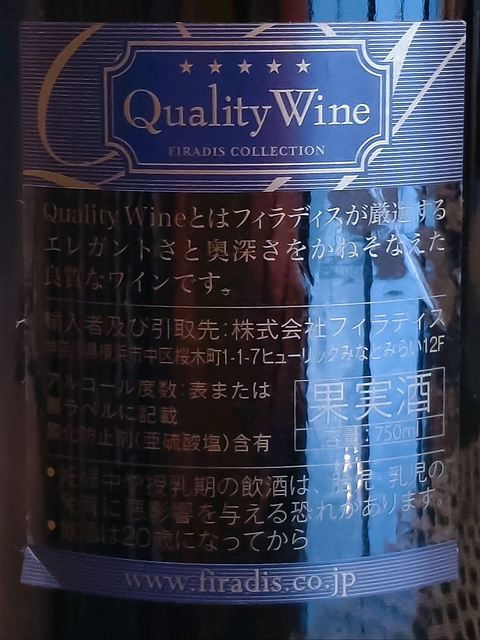 ★★★★★
Quality Wine
FIRADIS COLLECTION
Quality Wineとはフィラディスが厳選する
エレガントさと奥深さをかねそなえた
良質なワインです。
輸入者及び引取先:株式会社フィラディス
神奈川県横浜市中区桜木町1-1-7ヒューリックみなとみらい12F
アルコール度数:表または
裏ラベルに記載
酸化防止剤(亜硫酸塩)含有
果実酒
容量:750ml
•妊娠中や授乳期の飲酒は、胎児・乳児の
発育に悪影響を与える恐れがあります。
•飲酒は20歳になってから
www.firadis.co.jp